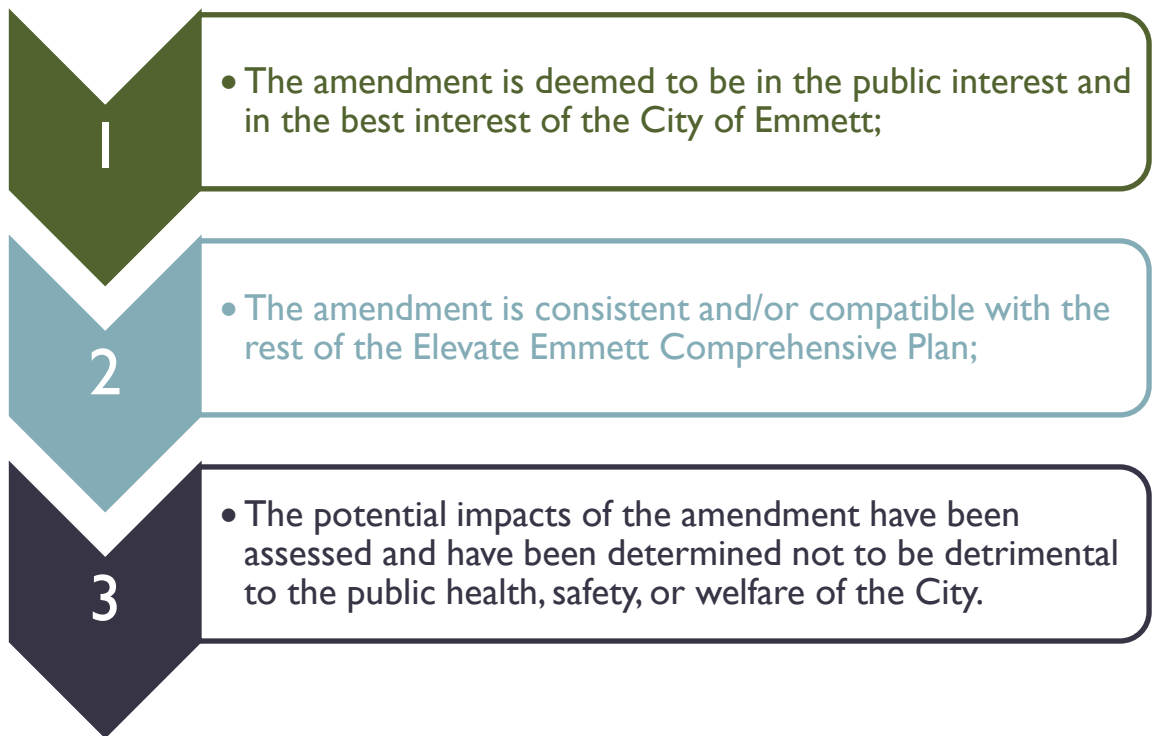 1
• The amendment is deemed to be in the public interest and
in the best interest of the City of Emmett;
2
• The amendment is consistent and/or compatible with the
rest of the Elevate Emmett Comprehensive Plan;
3
• The potential impacts of the amendment have been
assessed and have been determined not to be detrimental
to the public health, safety, or welfare of the City.